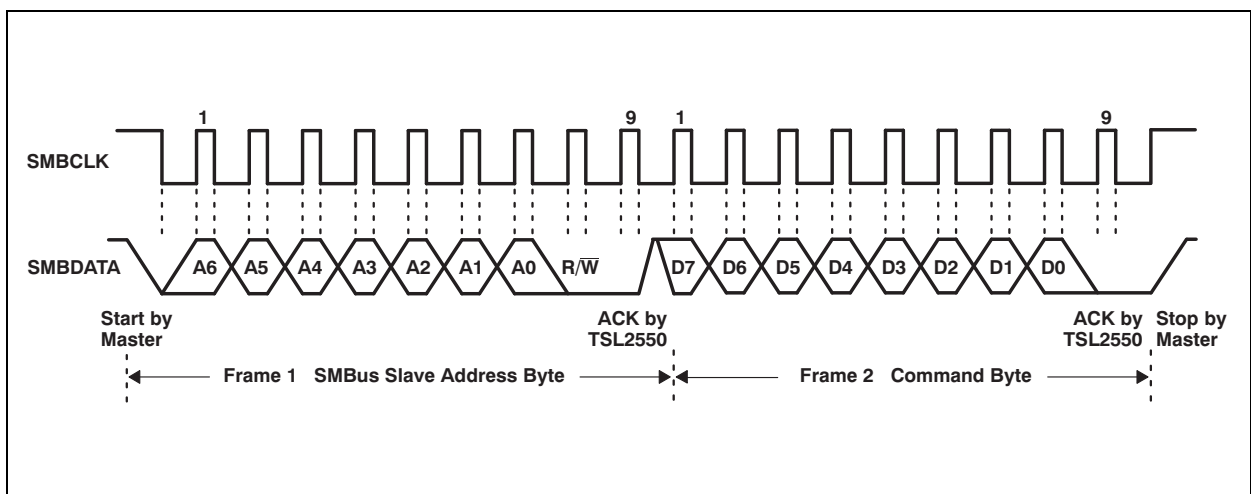 1 9 1 9
SMBCLK
SMBDATA A6 A5 A4 A3 A2 A1 A0 R/W̅ D7 D6 D5 D4 D3 D2 D1 D0
Start by
Master
ACK by
TSL2550
ACK by
TSL2550
Stop by
Master
Frame 1 SMBus Slave Address Byte
Frame 2 Command Byte